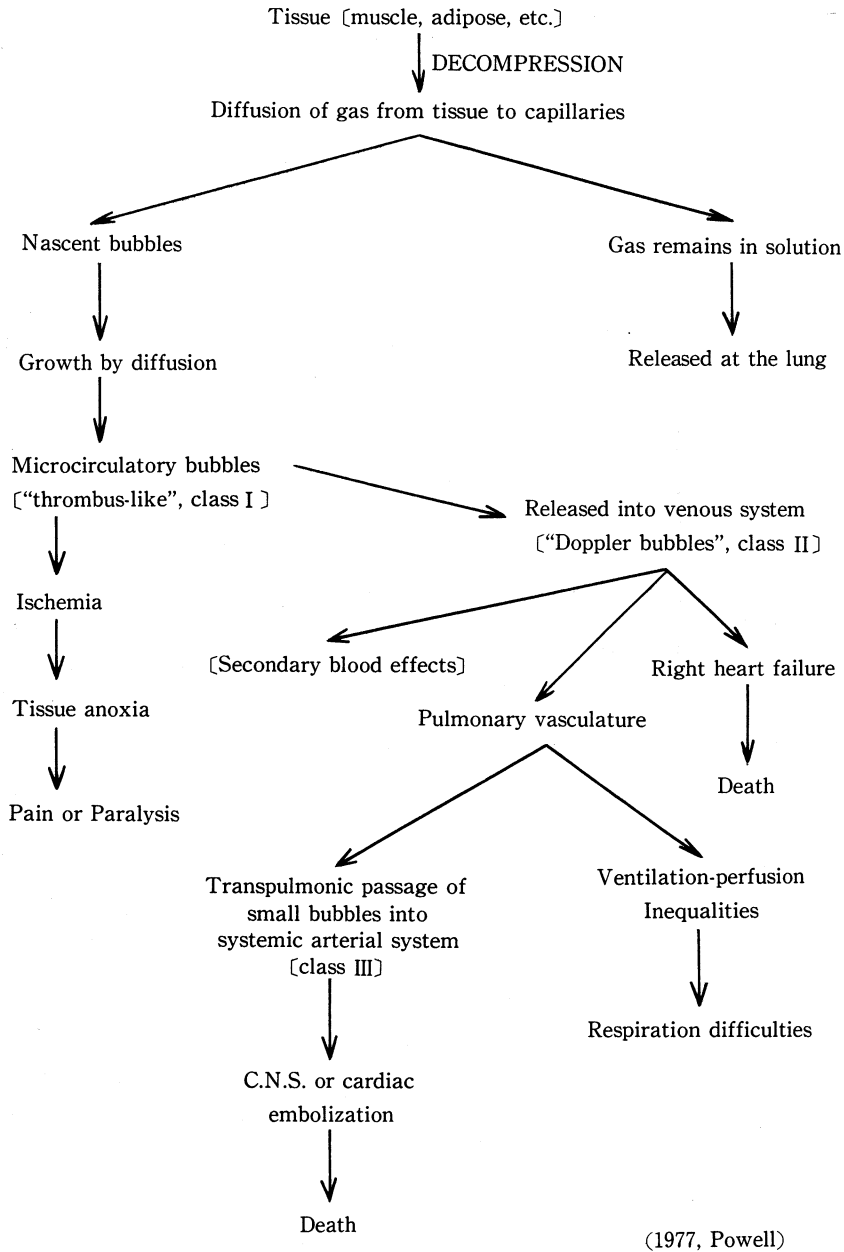 Tissue 〔muscle, adipose, etc.〕
DECOMPRESSION
Diffusion of gas from tissue to capillaries
Nascent bubbles
Gas remains in solution
Growth by diffusion
Released at the lung
Microcirculatory bubbles
〔“thrombus-like”, class I〕
Released into venous system
〔“Doppler bubbles”, class II〕
Ischemia
〔Secondary blood effects〕
Right heart failure
Tissue anoxia
Pulmonary vasculature
Death
Pain or Paralysis
Transpulmonic passage of
small bubbles into
systemic arterial system
〔class III〕
Ventilation-perfusion
Inequalities
Respiration difficulties
C.N.S. or cardiac
embolization
Death
(1977, Powell)